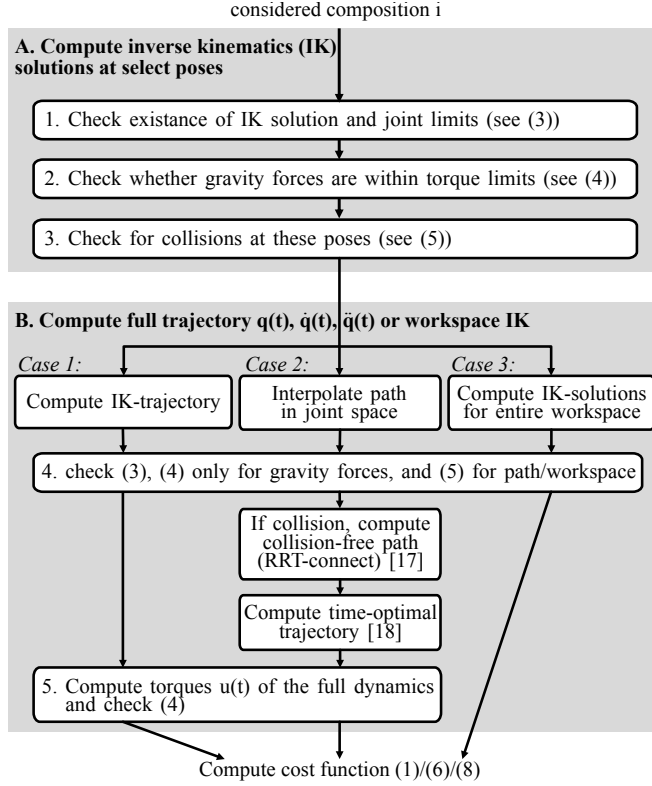 considered composition i
A. Compute inverse kinematics (IK)
solutions at select poses
1. Check existance of IK solution and joint limits (see (3))
2. Check whether gravity forces are within torque limits (see (4))
3. Check for collisions at these poses (see (5))
B. Compute full trajectory q(t), q̇(t), q̈(t) or workspace IK
Case 1:
Case 2:
Case 3:
Compute IK-trajectory
Interpolate path
in joint space
Compute IK-solutions
for entire workspace
4. check (3), (4) only for gravity forces, and (5) for path/workspace
If collision, compute
collision-free path
(RRT-connect) [17]
Compute time-optimal
trajectory [18]
5. Compute torques u(t) of the full dynamics
and check (4)
Compute cost function (1)/(6)/(8)